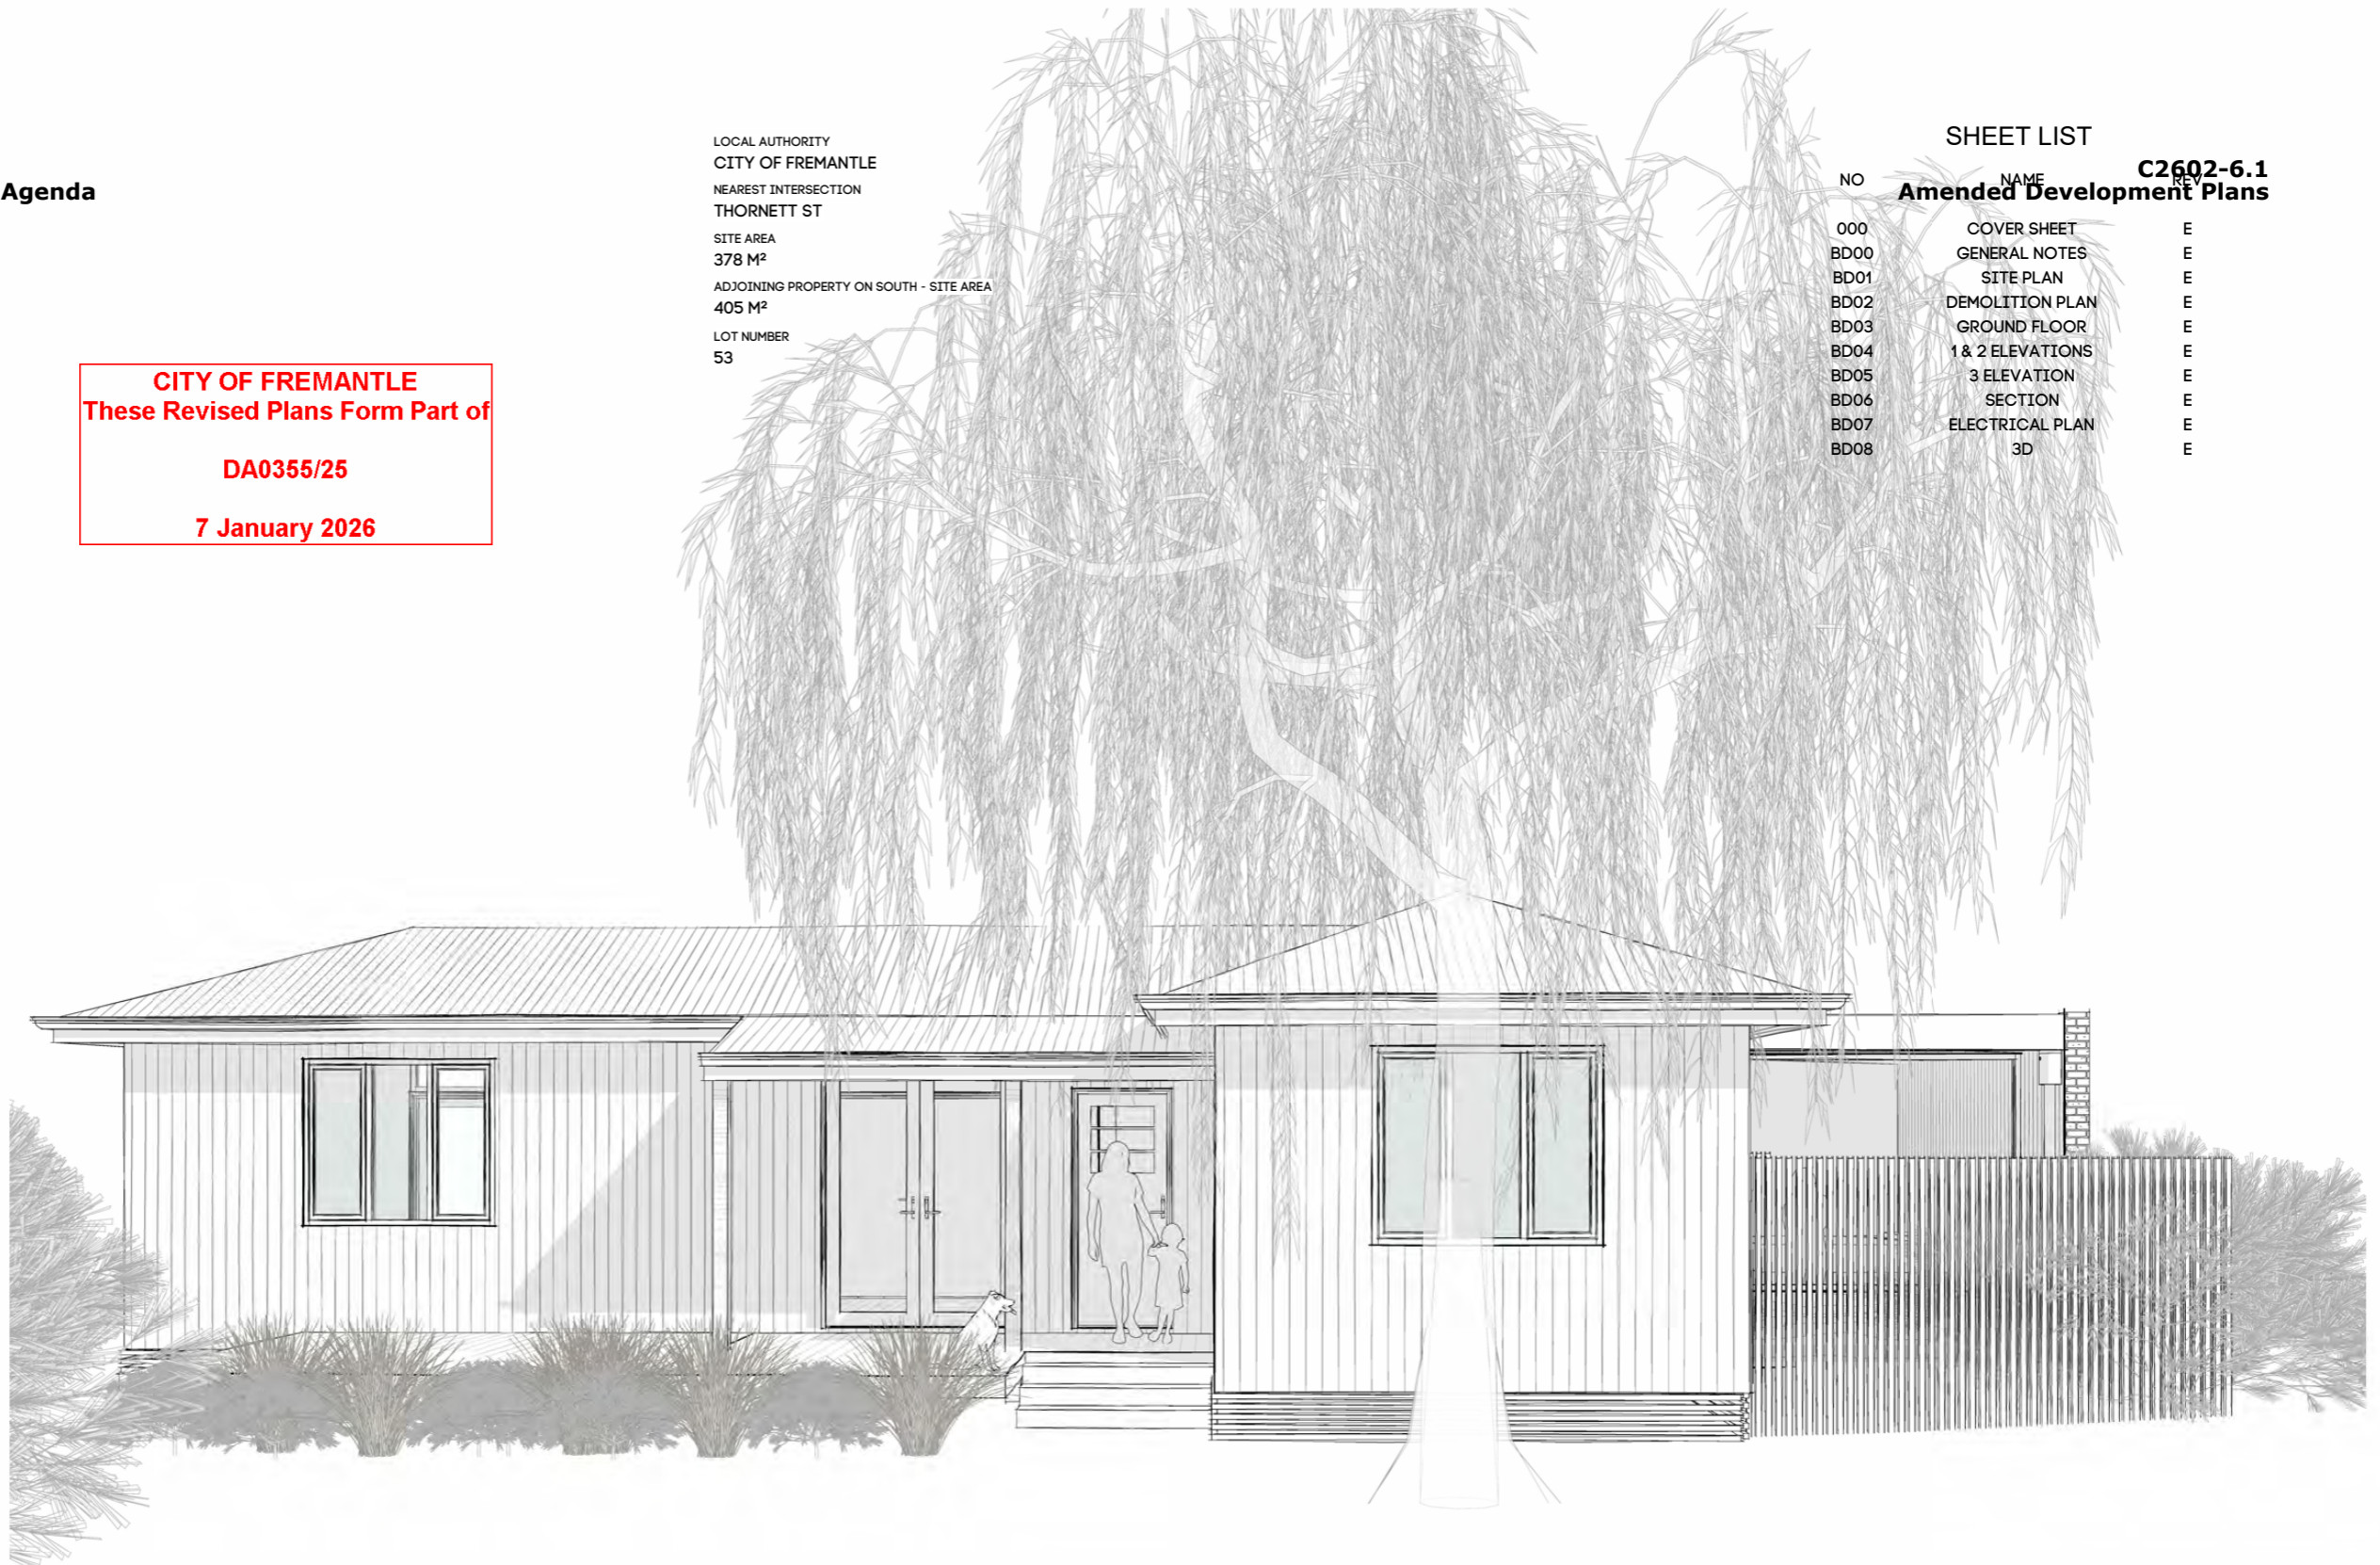 Agenda
C2602-6.1
Amended Development Plans
CITY OF FREMANTLE
These Revised Plans Form Part of
DA0355/25
7 January 2026
LOCAL AUTHORITY
CITY OF FREMANTLE
NEAREST INTERSECTION
THORNETT ST
SITE AREA
378 M²
ADJOINING PROPERTY ON SOUTH - SITE AREA
405 M²
LOT NUMBER
53
SHEET LIST
NO NAME REV
000 COVER SHEET E
BD00 GENERAL NOTES E
BD01 SITE PLAN E
BD02 DEMOLITION PLAN E
BD03 GROUND FLOOR E
BD04 1 & 2 ELEVATIONS E
BD05 3 ELEVATION E
BD06 SECTION E
BD07 ELECTRICAL PLAN E
BD08 3D E